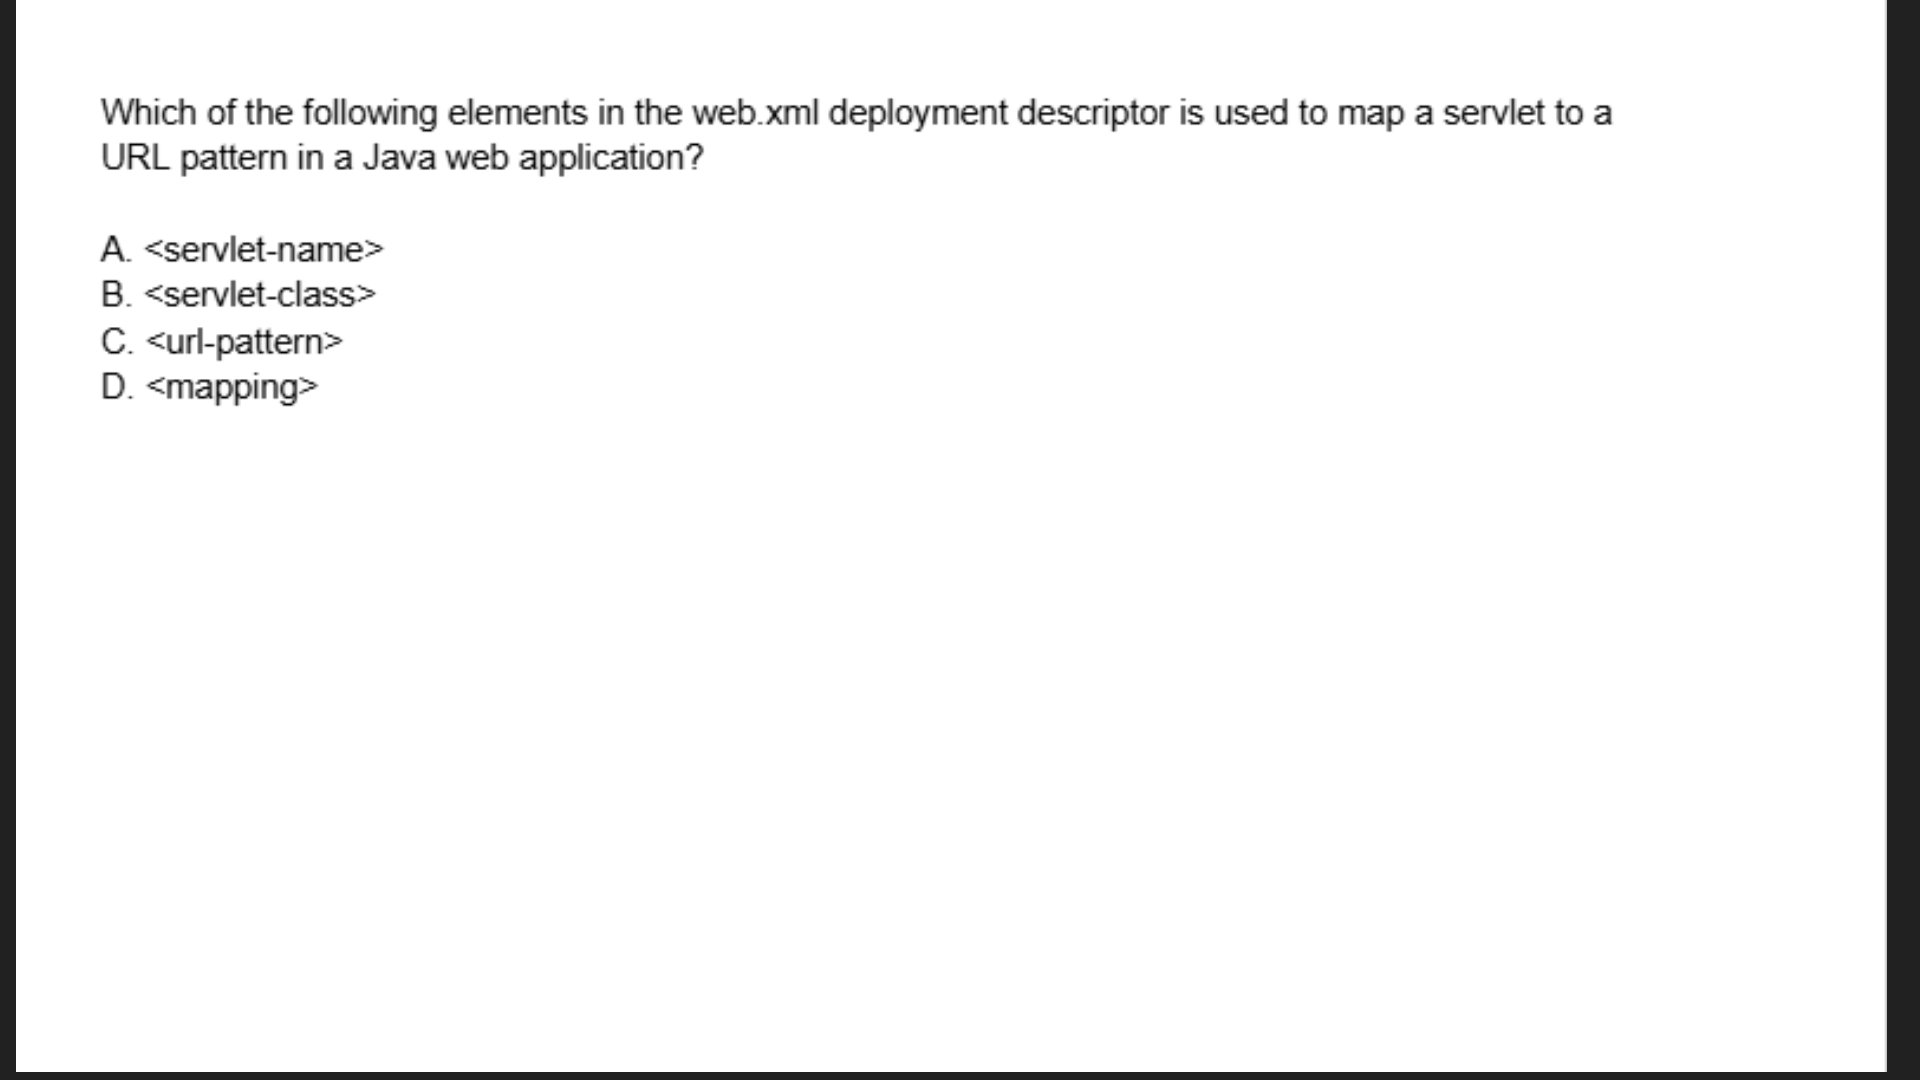 Which of the following elements in the web.xml deployment descriptor is used to map a servlet to a
URL pattern in a Java web application?
A. <servlet-name>
B. <servlet-class>
C. <url-pattern>
D. <mapping>